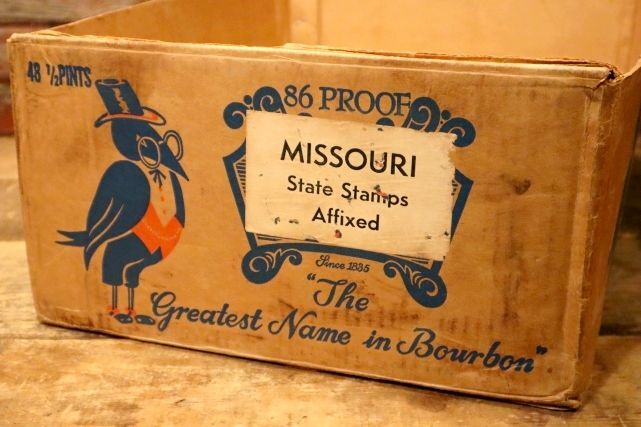 48 1/2 PINTS
86 PROOF
MISSOURI
State Stamps
Affixed
Since 1835
"The
Greatest Name in Bourbon"